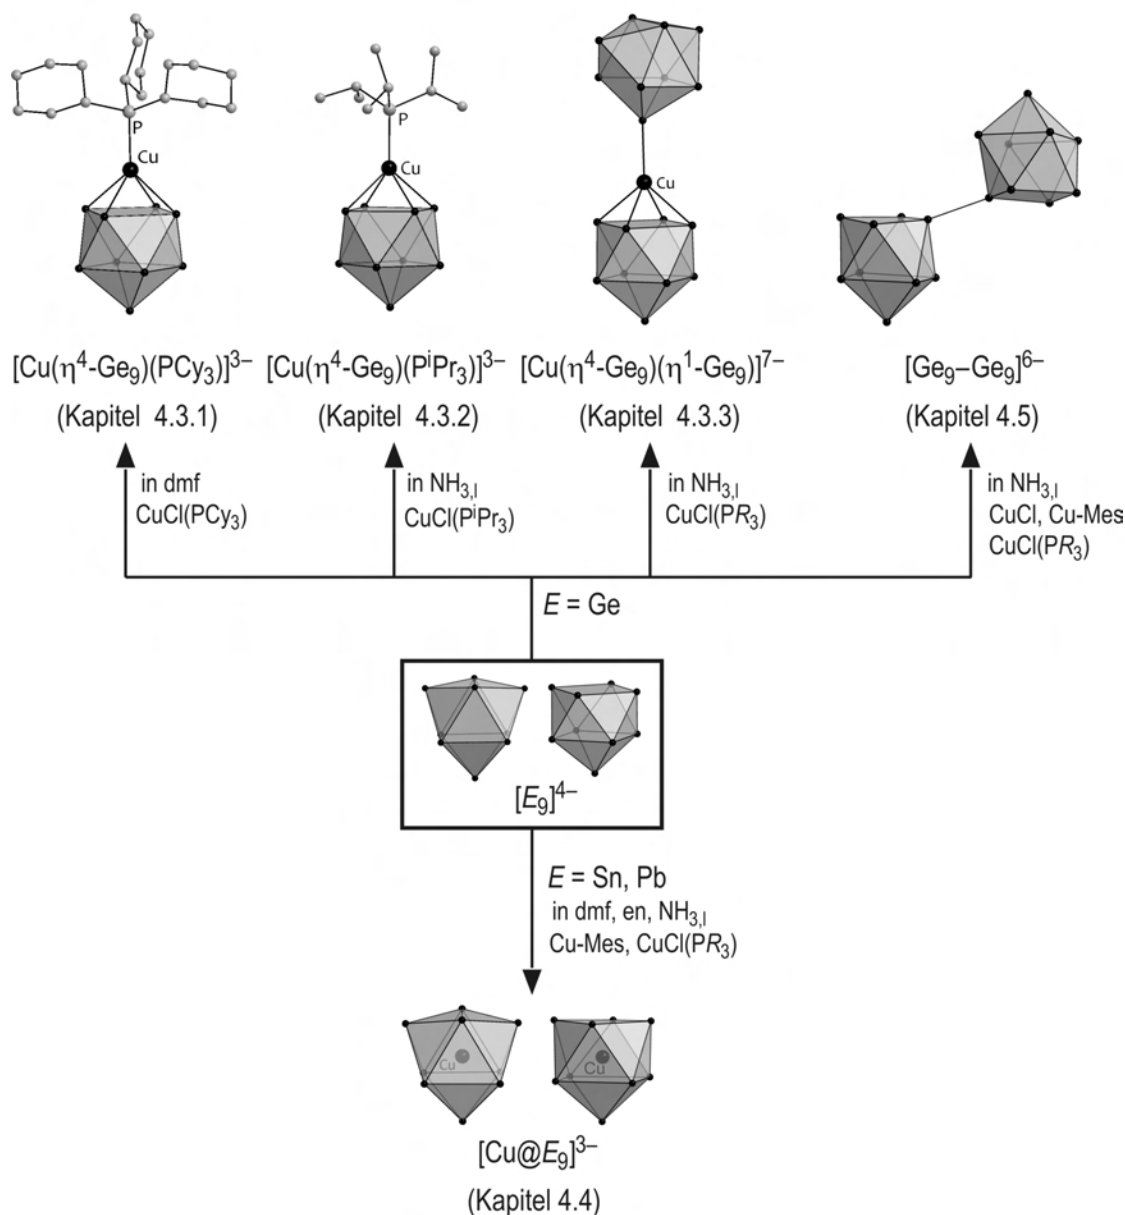 P
Cu
P
Cu
Cu
[Cu(η⁴-Ge₉)(PCy₃)]³⁻
(Kapitel 4.3.1)
[Cu(η⁴-Ge₉)(PⁱPr₃)]³⁻
(Kapitel 4.3.2)
[Cu(η⁴-Ge₉)(η¹-Ge₉)]⁷⁻
(Kapitel 4.3.3)
[Ge₉–Ge₉]⁶⁻
(Kapitel 4.5)
in dmf
CuCl(PCy₃)
in NH₃,ₗ
CuCl(PⁱPr₃)
in NH₃,ₗ
CuCl(PR₃)
in NH₃,ₗ
CuCl, Cu-Mes
CuCl(PR₃)
E = Ge
[E₉]⁴⁻
E = Sn, Pb
in dmf, en, NH₃,ₗ
Cu-Mes, CuCl(PR₃)
Cu
Cu
[Cu@E₉]³⁻
(Kapitel 4.4)